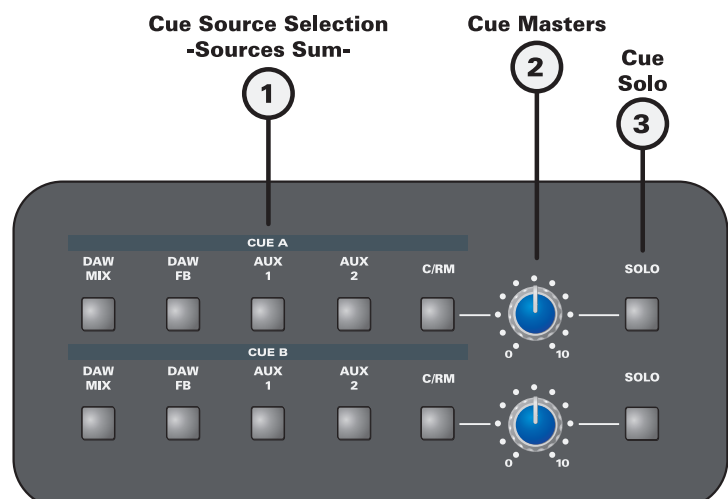 Cue Source Selection
-Sources Sum-
1
Cue Masters
2
Cue
Solo
3
CUE A
DAW
MIX
DAW
FB
AUX
1
AUX
2
C/RM
0
10
SOLO
CUE B
DAW
MIX
DAW
FB
AUX
1
AUX
2
C/RM
0
10
SOLO